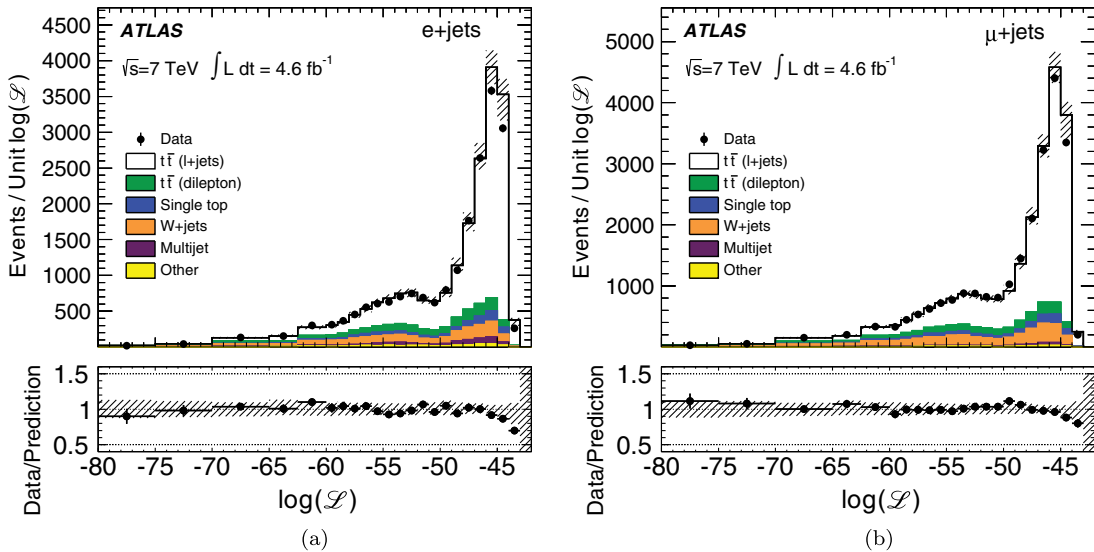 ATLAS e+jets
√s=7 TeV ∫ L dt = 4.6 fb⁻¹
Data
tt̄ (l+jets)
tt̄ (dilepton)
Single top
W+jets
Multijet
Other
Events / Unit log(ℒ)
4500
4000
3500
3000
2500
2000
1500
1000
500
Data/Prediction
1.5
1
0.5
-80 -75 -70 -65 -60 -55 -50 -45
log(ℒ)
(a)
ATLAS μ+jets
√s=7 TeV ∫ L dt = 4.6 fb⁻¹
Data
tt̄ (l+jets)
tt̄ (dilepton)
Single top
W+jets
Multijet
Other
Events / Unit log(ℒ)
5000
4000
3000
2000
1000
Data/Prediction
1.5
1
0.5
-80 -75 -70 -65 -60 -55 -50 -45
log(ℒ)
(b)